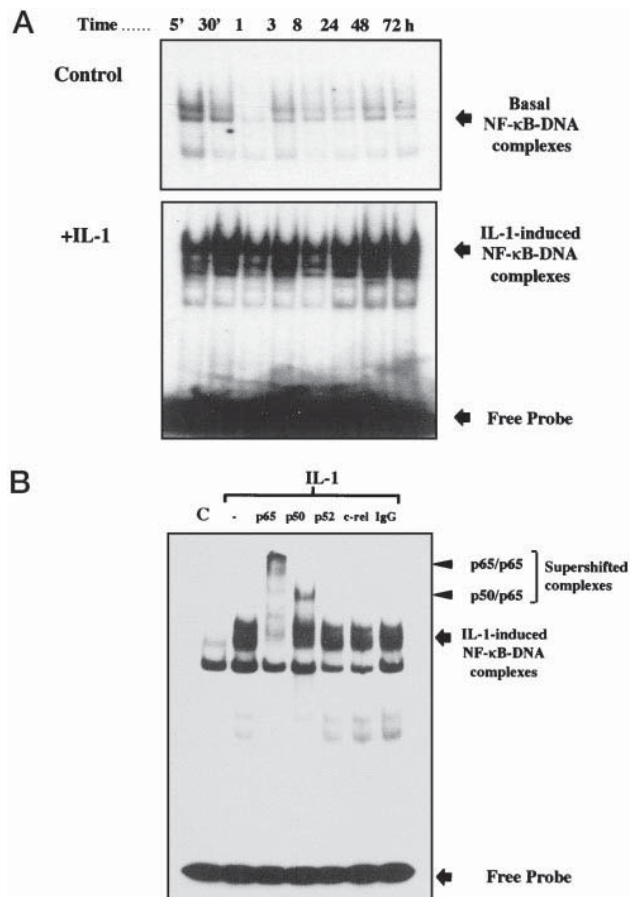 A
Time ...... 5' 30' 1 3 8 24 48 72 h
Control
Basal
NF-κB-DNA
complexes
+IL-1
IL-1-induced
NF-κB-DNA
complexes
Free Probe
B
IL-1
C - p65 p50 p52 c-rel IgG
p65/p65
p50/p65
Supershifted
complexes
IL-1-induced
NF-κB-DNA
complexes
Free Probe